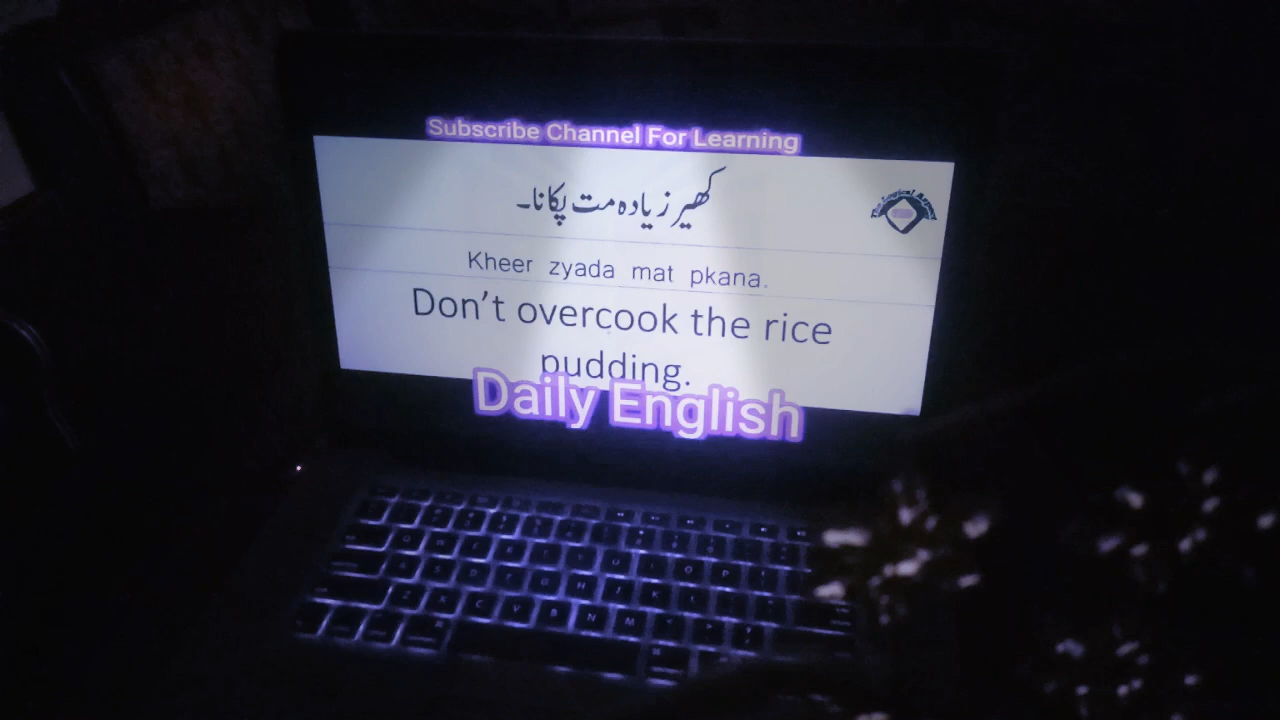 Subscribe Channel For Learning
کھیر زیادہ مت پکانا۔
Kheer zyada mat pkana.
Don't overcook the rice
pudding.
Daily English